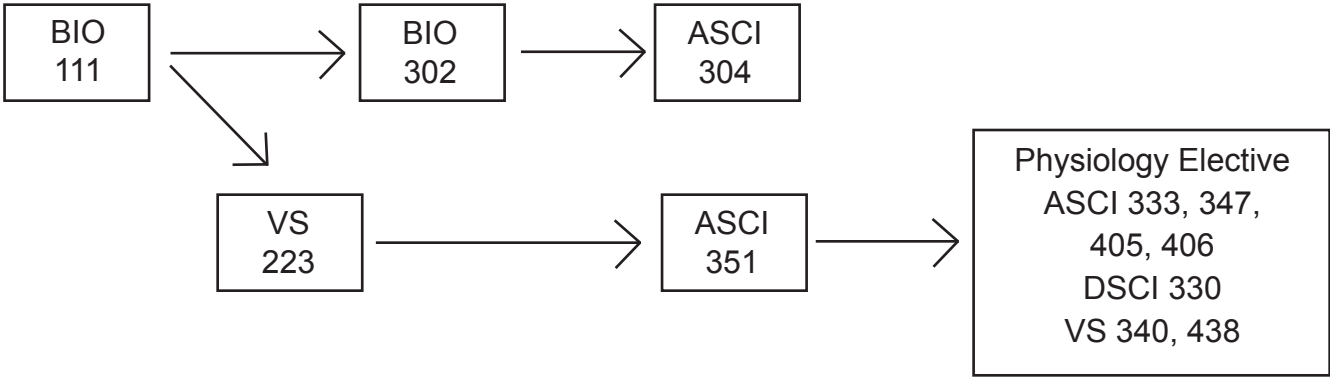 BIO
111
BIO
302
ASCI
304
VS
223
ASCI
351
Physiology Elective
ASCI 333, 347,
405, 406
DSCI 330
VS 340, 438